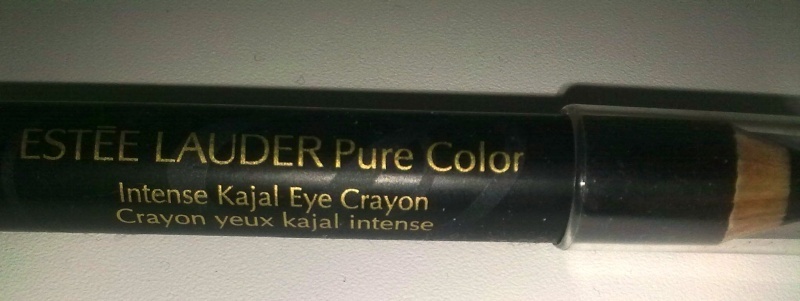 ESTĒE LAUDER Pure Color
Intense Kajal Eye Crayon
Crayon yeux kajal intense